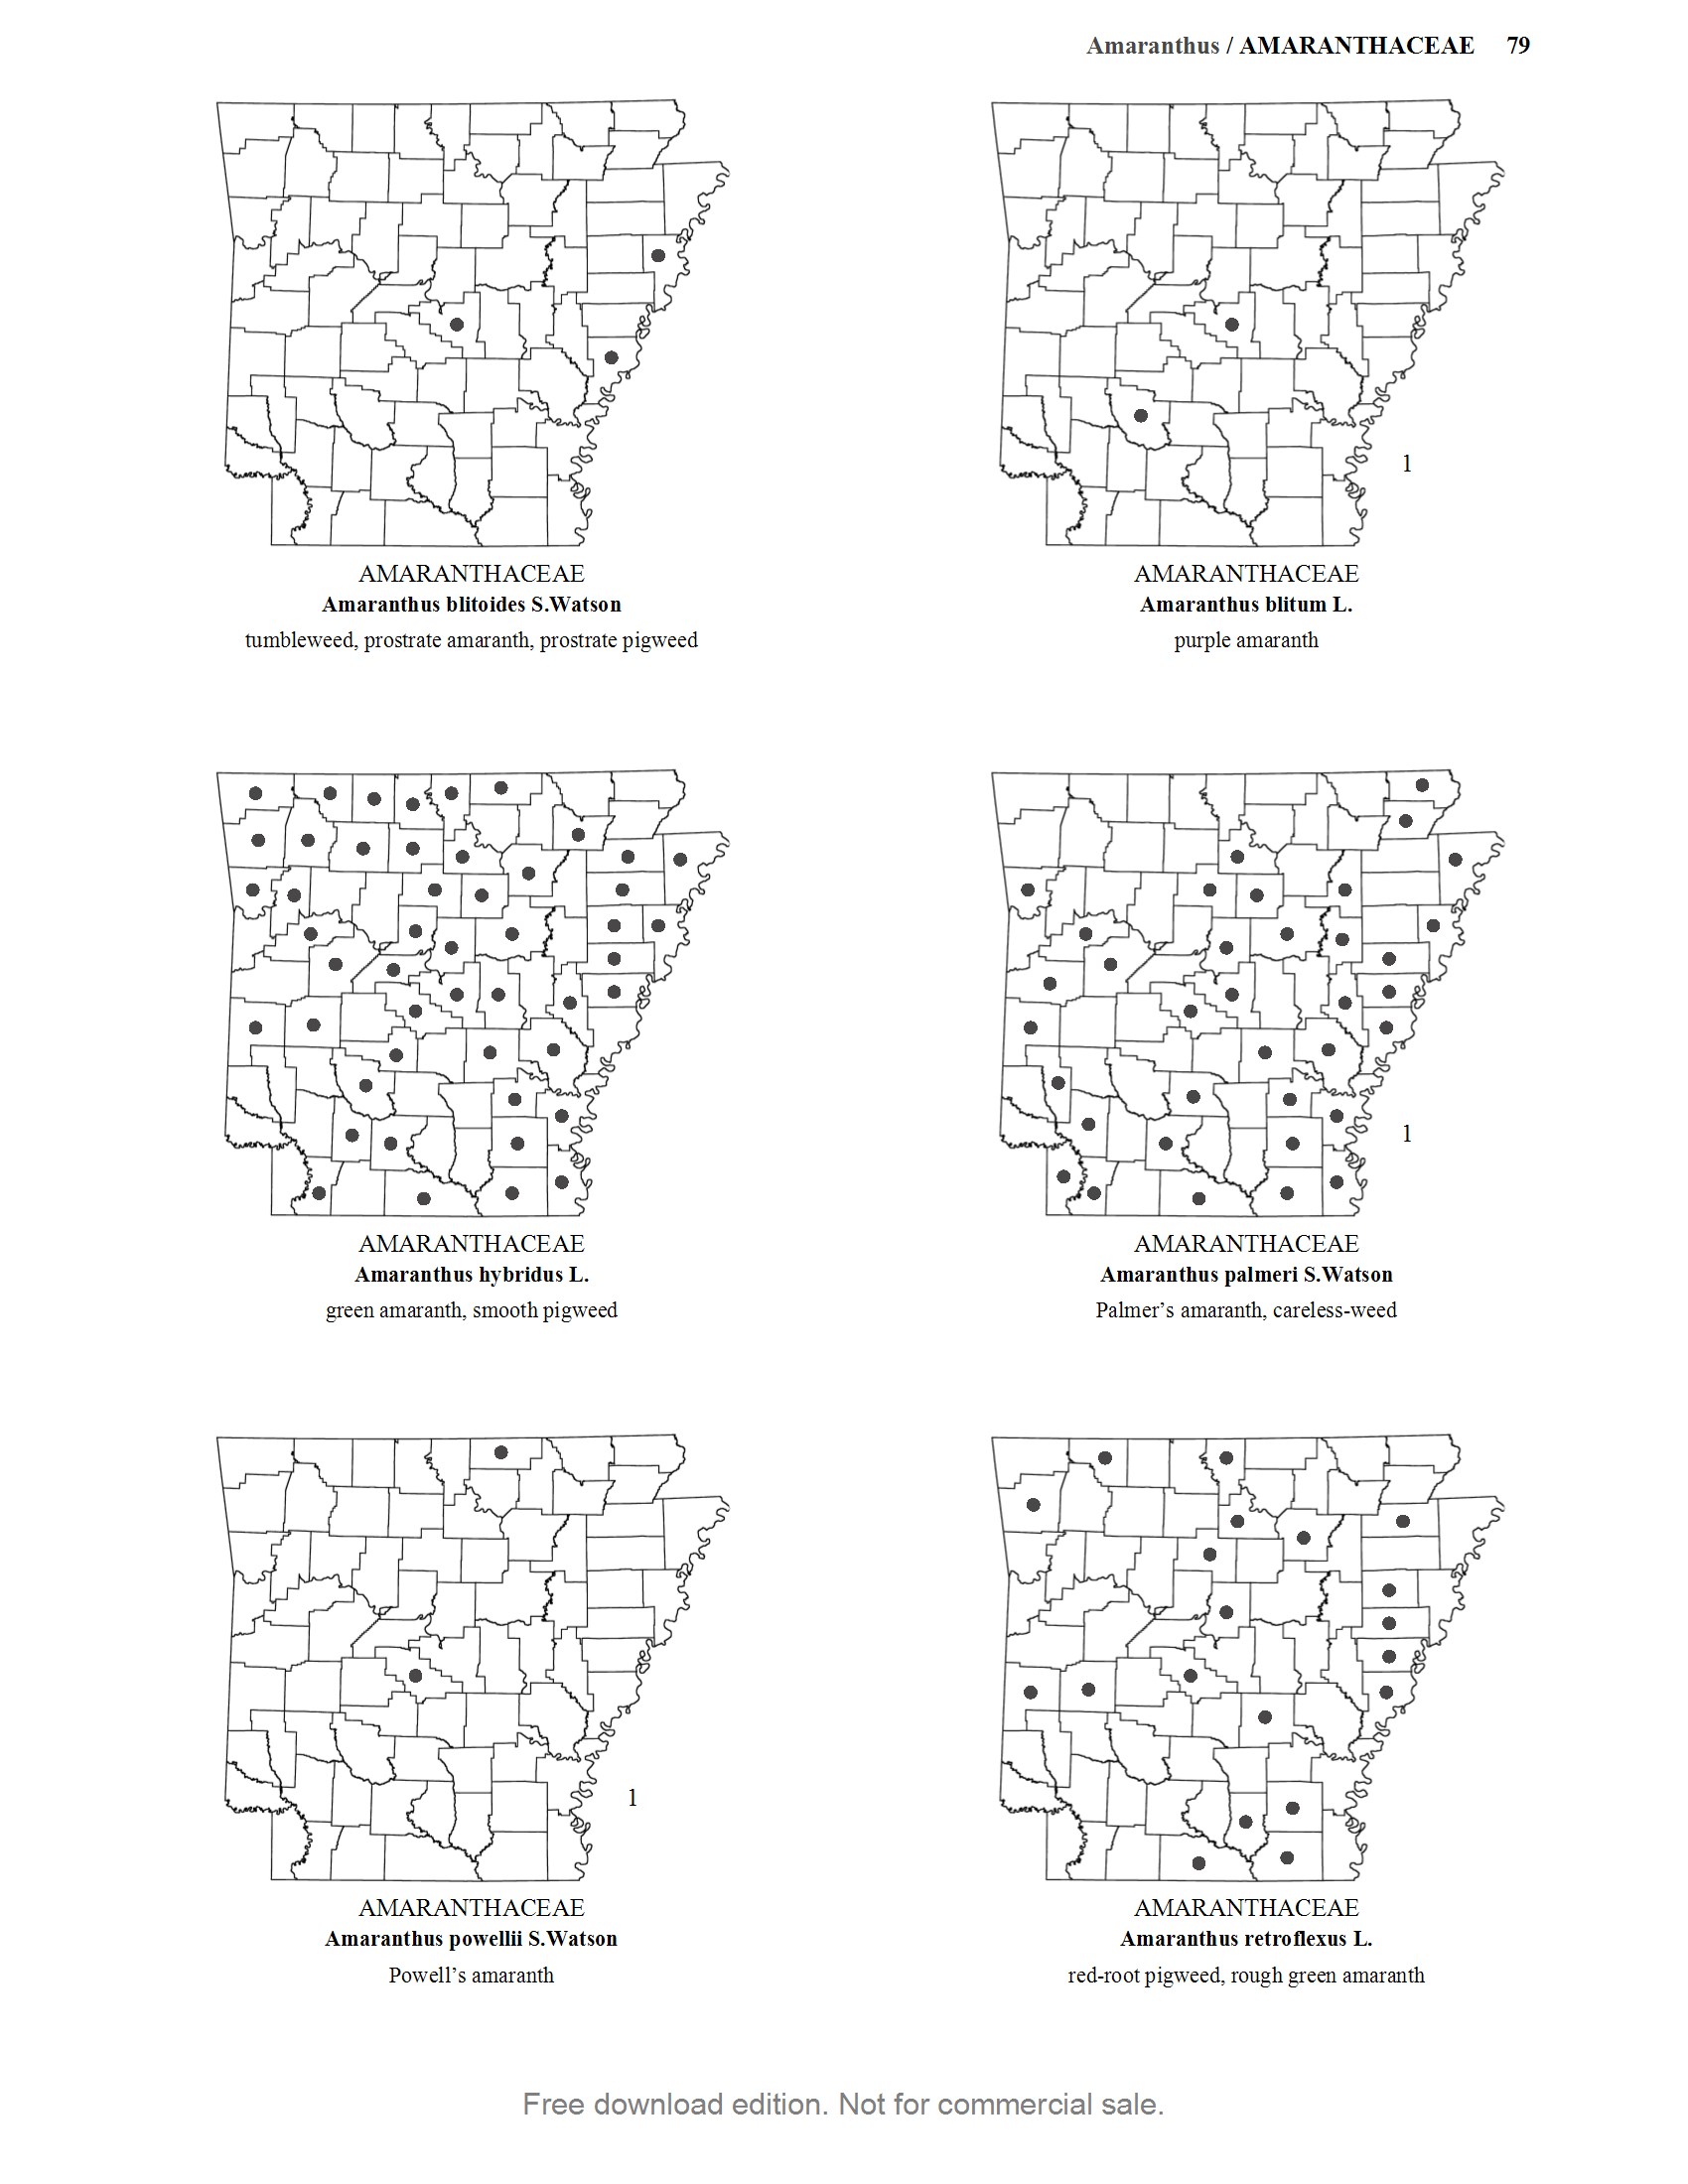 Amaranthus / AMARANTHACEAE 79
1
AMARANTHACEAE
Amaranthus blitoides S.Watson
tumbleweed, prostrate amaranth, prostrate pigweed
AMARANTHACEAE
Amaranthus blitum L.
purple amaranth
1
AMARANTHACEAE
Amaranthus hybridus L.
green amaranth, smooth pigweed
AMARANTHACEAE
Amaranthus palmeri S.Watson
Palmer’s amaranth, careless-weed
1
AMARANTHACEAE
Amaranthus powellii S.Watson
Powell’s amaranth
AMARANTHACEAE
Amaranthus retroflexus L.
red-root pigweed, rough green amaranth
Free download edition. Not for commercial sale.